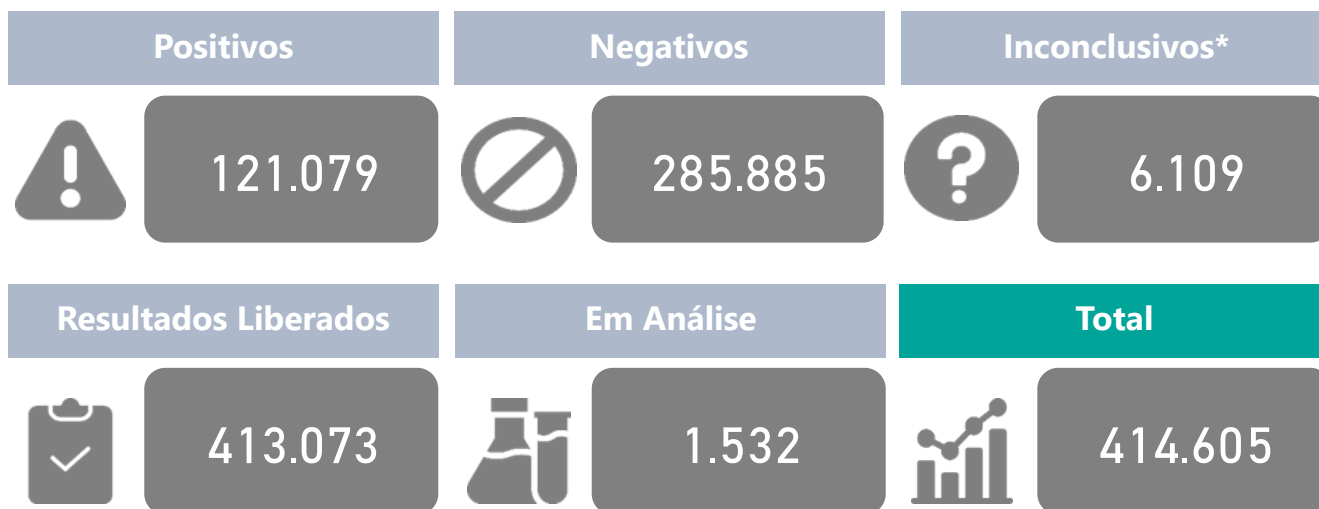 Positivos
Negativos
Inconclusivos*
121.079
285.885
6.109
Resultados Liberados
Em Análise
Total
413.073
1.532
414.605